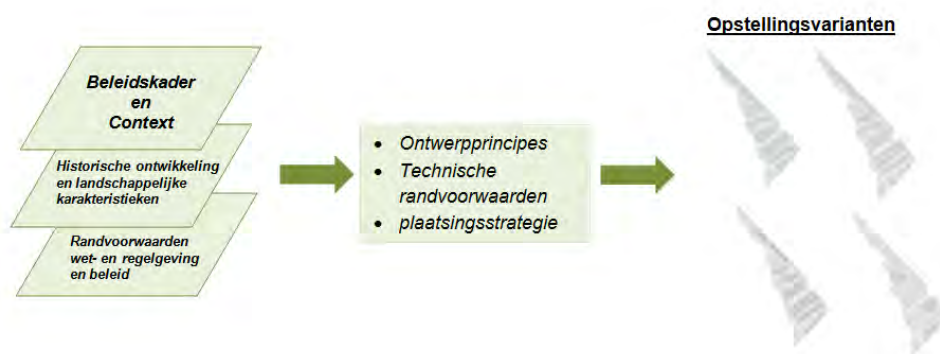 Opstellingsvarianten
Beleidskader
en
Context
Historische ontwikkeling
en landschappelijke
karakteristieken
Randvoorwaarden
wet- en regelgeving
en beleid
• Ontwerpprincipes
• Technische
randvoorwaarden
• plaatsingsstrategie